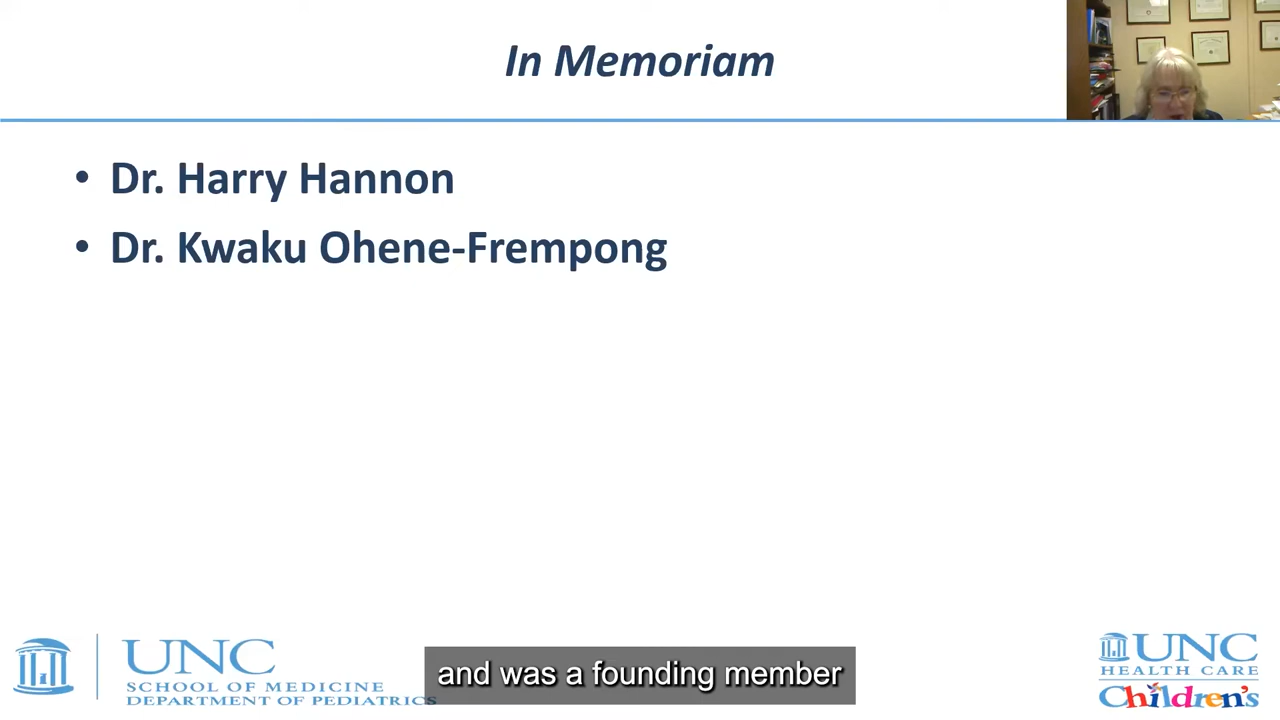 In Memoriam
• Dr. Harry Hannon
• Dr. Kwaku Ohene-Frempong
UNC
SCHOOL OF MEDICINE
DEPARTMENT OF PEDIATRICS
and was a founding member
UNC
HEALTH CARE
Children's